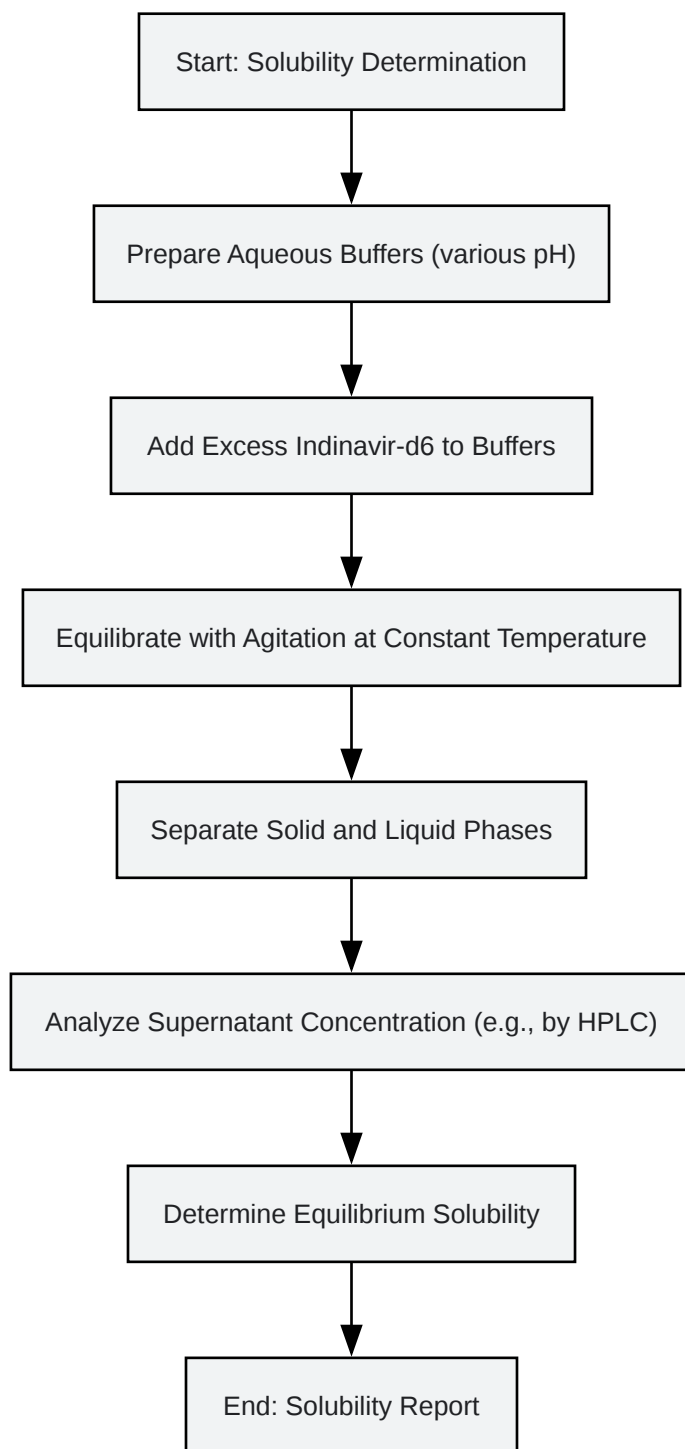 Start: Solubility Determination
Prepare Aqueous Buffers (various pH)
Add Excess Indinavir-d6 to Buffers
Equilibrate with Agitation at Constant Temperature
Separate Solid and Liquid Phases
Analyze Supernatant Concentration (e.g., by HPLC)
Determine Equilibrium Solubility
End: Solubility Report